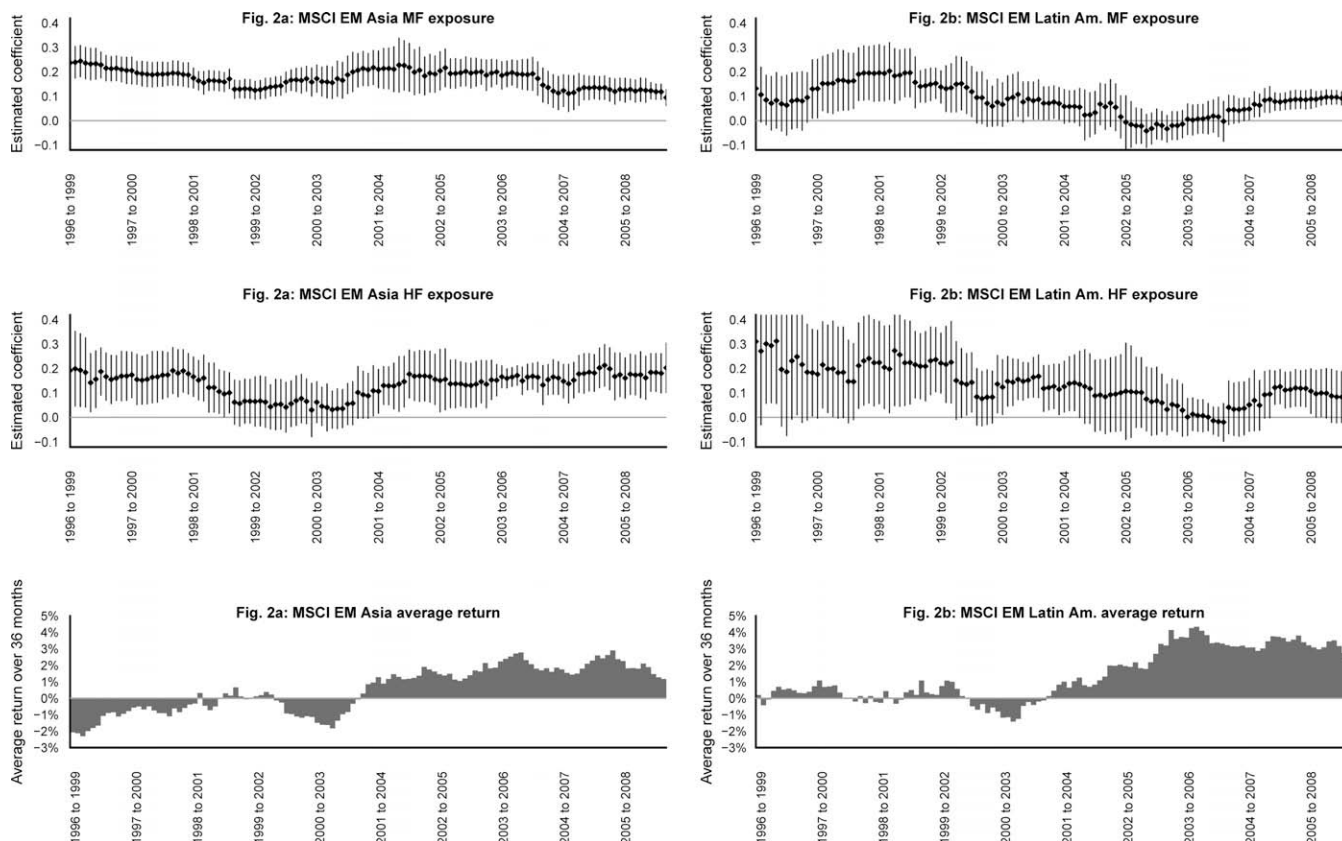 Fig. 2a: MSCI EM Asia MF exposure
Estimated coefficient
0.4
0.3
0.2
0.1
0.0
−0.1
1996 to 1999
1997 to 2000
1998 to 2001
1999 to 2002
2000 to 2003
2001 to 2004
2002 to 2005
2003 to 2006
2004 to 2007
2005 to 2008
Fig. 2b: MSCI EM Latin Am. MF exposure
Estimated coefficient
0.4
0.3
0.2
0.1
0.0
−0.1
1996 to 1999
1997 to 2000
1998 to 2001
1999 to 2002
2000 to 2003
2001 to 2004
2002 to 2005
2003 to 2006
2004 to 2007
2005 to 2008
Fig. 2a: MSCI EM Asia HF exposure
Estimated coefficient
0.4
0.3
0.2
0.1
0.0
−0.1
1996 to 1999
1997 to 2000
1998 to 2001
1999 to 2002
2000 to 2003
2001 to 2004
2002 to 2005
2003 to 2006
2004 to 2007
2005 to 2008
Fig. 2b: MSCI EM Latin Am. HF exposure
Estimated coefficient
0.4
0.3
0.2
0.1
0.0
−0.1
1996 to 1999
1997 to 2000
1998 to 2001
1999 to 2002
2000 to 2003
2001 to 2004
2002 to 2005
2003 to 2006
2004 to 2007
2005 to 2008
Fig. 2a: MSCI EM Asia average return
Average return over 36 months
5%
4%
3%
2%
1%
0%
−1%
−2%
−3%
1996 to 1999
1997 to 2000
1998 to 2001
1999 to 2002
2000 to 2003
2001 to 2004
2002 to 2005
2003 to 2006
2004 to 2007
2005 to 2008
Fig. 2b: MSCI EM Latin Am. average return
Average return over 36 months
5%
4%
3%
2%
1%
0%
−1%
−2%
−3%
1996 to 1999
1997 to 2000
1998 to 2001
1999 to 2002
2000 to 2003
2001 to 2004
2002 to 2005
2003 to 2006
2004 to 2007
2005 to 2008